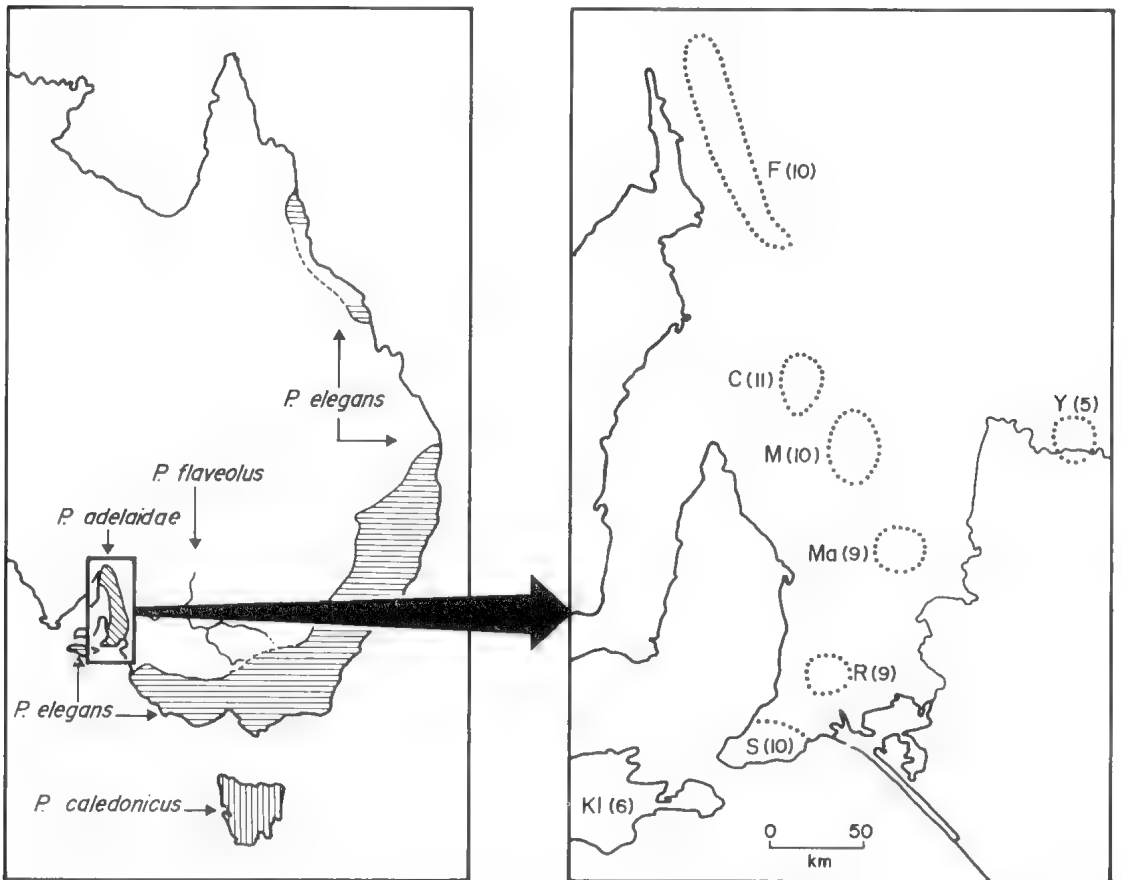 P. elegans
P. flaveolus
P. adelaidae
P. elegans
P. caledonicus
F (10)
C (11)
Y (5)
M (10)
Ma (9)
R (9)
S (10)
KI (6)
0 50
km